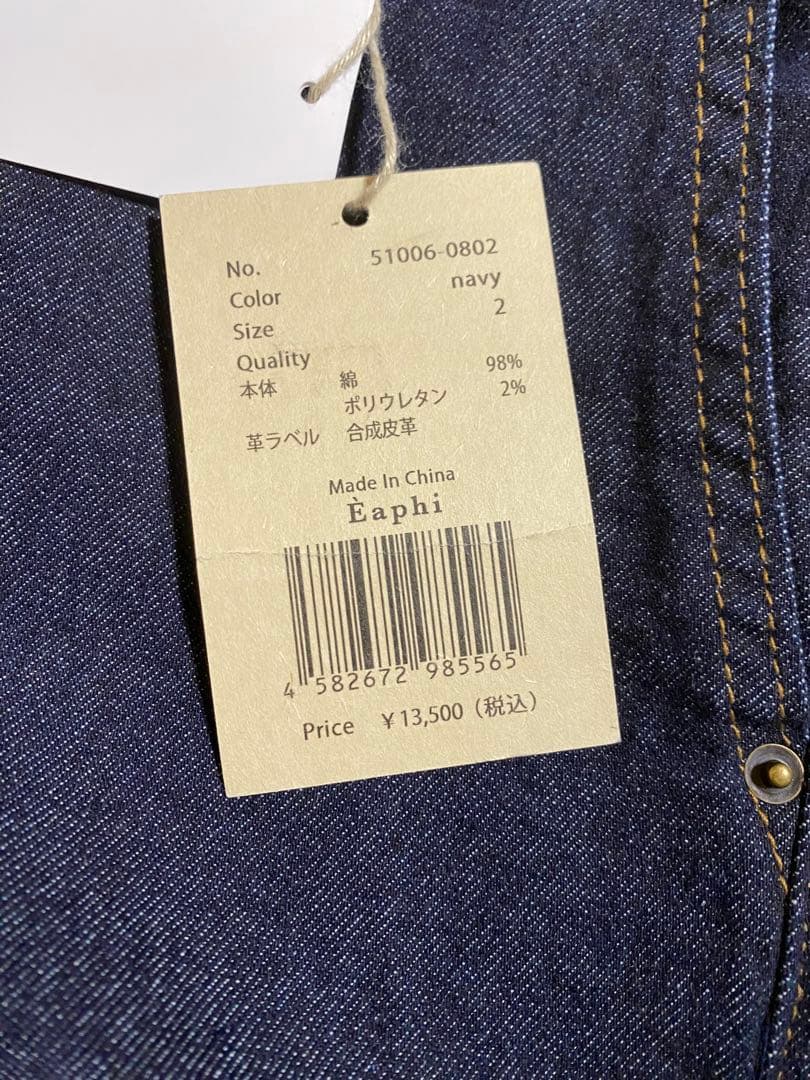 No. 51006-0802
Color navy
Size 2
Quality
本体 綿 98%
ポリウレタン 2%
革ラベル 合成皮革
Made In China
Èaphi
4 582672 985565
Price ¥13,500（税込）